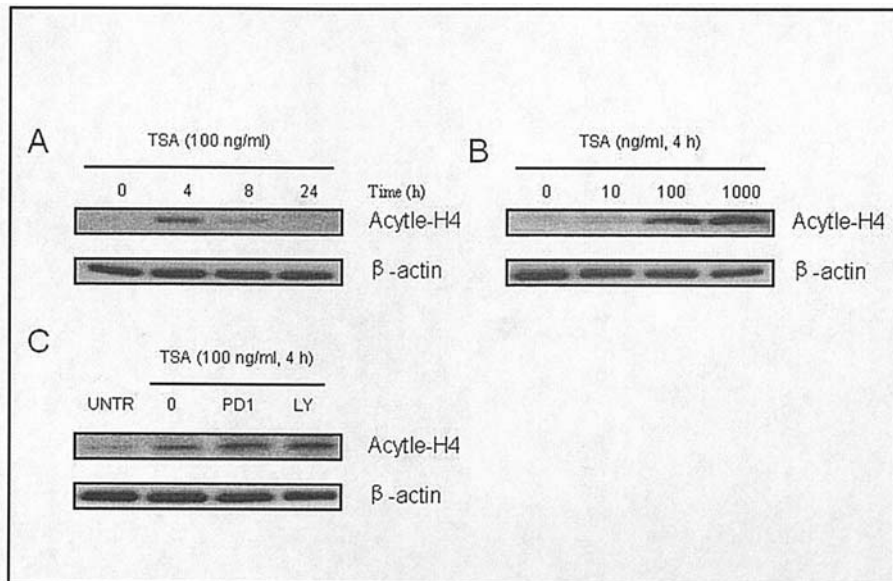 A
TSA (100 ng/ml)
0 4 8 24 Time (h)
Acytle-H4
β-actin
B
TSA (ng/ml, 4 h)
0 10 100 1000
Acytle-H4
β-actin
C
TSA (100 ng/ml, 4 h)
UNTR 0 PD1 LY
Acytle-H4
β-actin